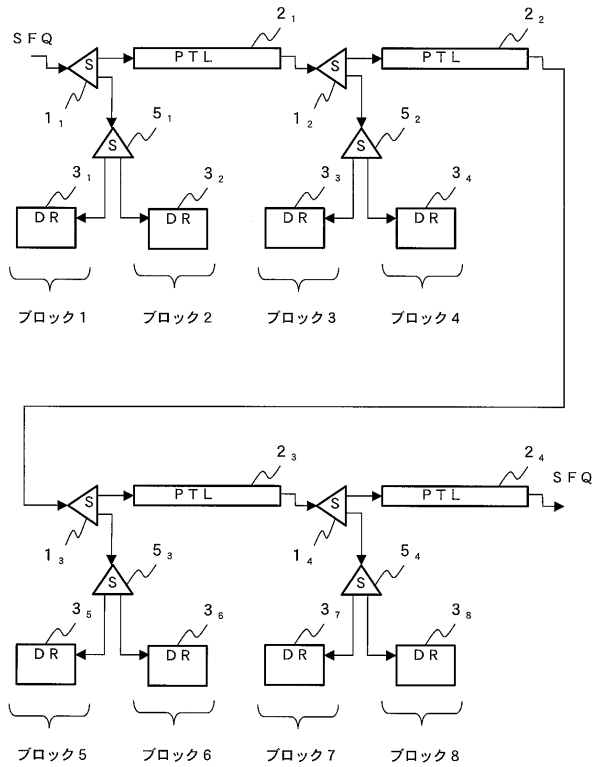 2₁ 2₂
SFQ
S PTL S PTL
1₁ 5₁ 1₂ 5₂
S S
3₁ 3₂ 3₃ 3₄
DR DR DR DR
ブロック1 ブロック2 ブロック3 ブロック4
2₃ 2₄
SFQ
S PTL S PTL
1₃ 5₃ 1₄ 5₄
S S
3₅ 3₆ 3₇ 3₈
DR DR DR DR
ブロック5 ブロック6 ブロック7 ブロック8